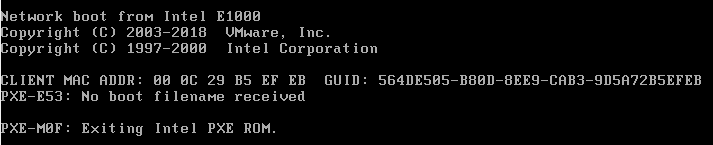 Network boot from Intel E1000
Copyright (C) 2003-2018  VMware, Inc.
Copyright (C) 1997-2000  Intel Corporation
CLIENT MAC ADDR: 00 0C 29 B5 EF EB  GUID: 564DE505-B80D-8EE9-CAB3-9D5A72B5EFEB
PXE-E53: No boot filename received
PXE-M0F: Exiting Intel PXE ROM.